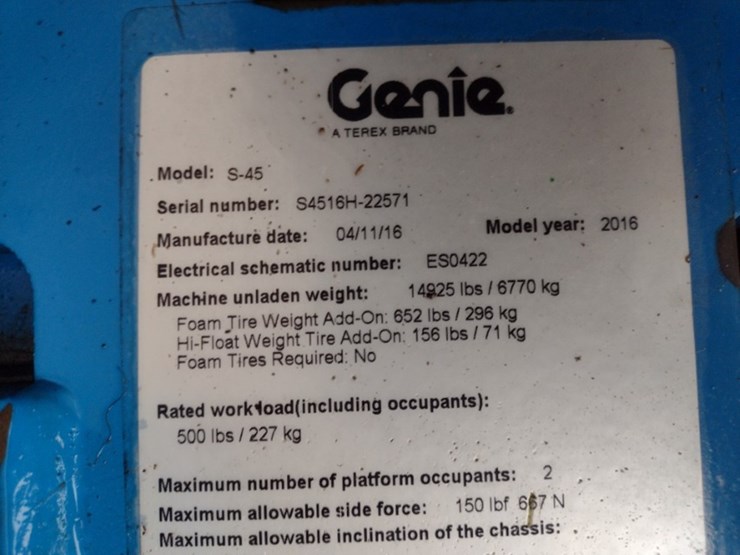 Genie.
A TEREX BRAND
Model: S-45
Serial number: S4516H-22571
Manufacture date: 04/11/16 Model year: 2016
Electrical schematic number: ES0422
Machine unladen weight: 14925 lbs / 6770 kg
Foam Tire Weight Add-On: 652 lbs / 296 kg
Hi-Float Weight Tire Add-On: 156 lbs / 71 kg
Foam Tires Required: No
Rated work load(including occupants):
500 lbs / 227 kg
Maximum number of platform occupants: 2
Maximum allowable side force: 150 lbf 667 N
Maximum allowable inclination of the chassis: